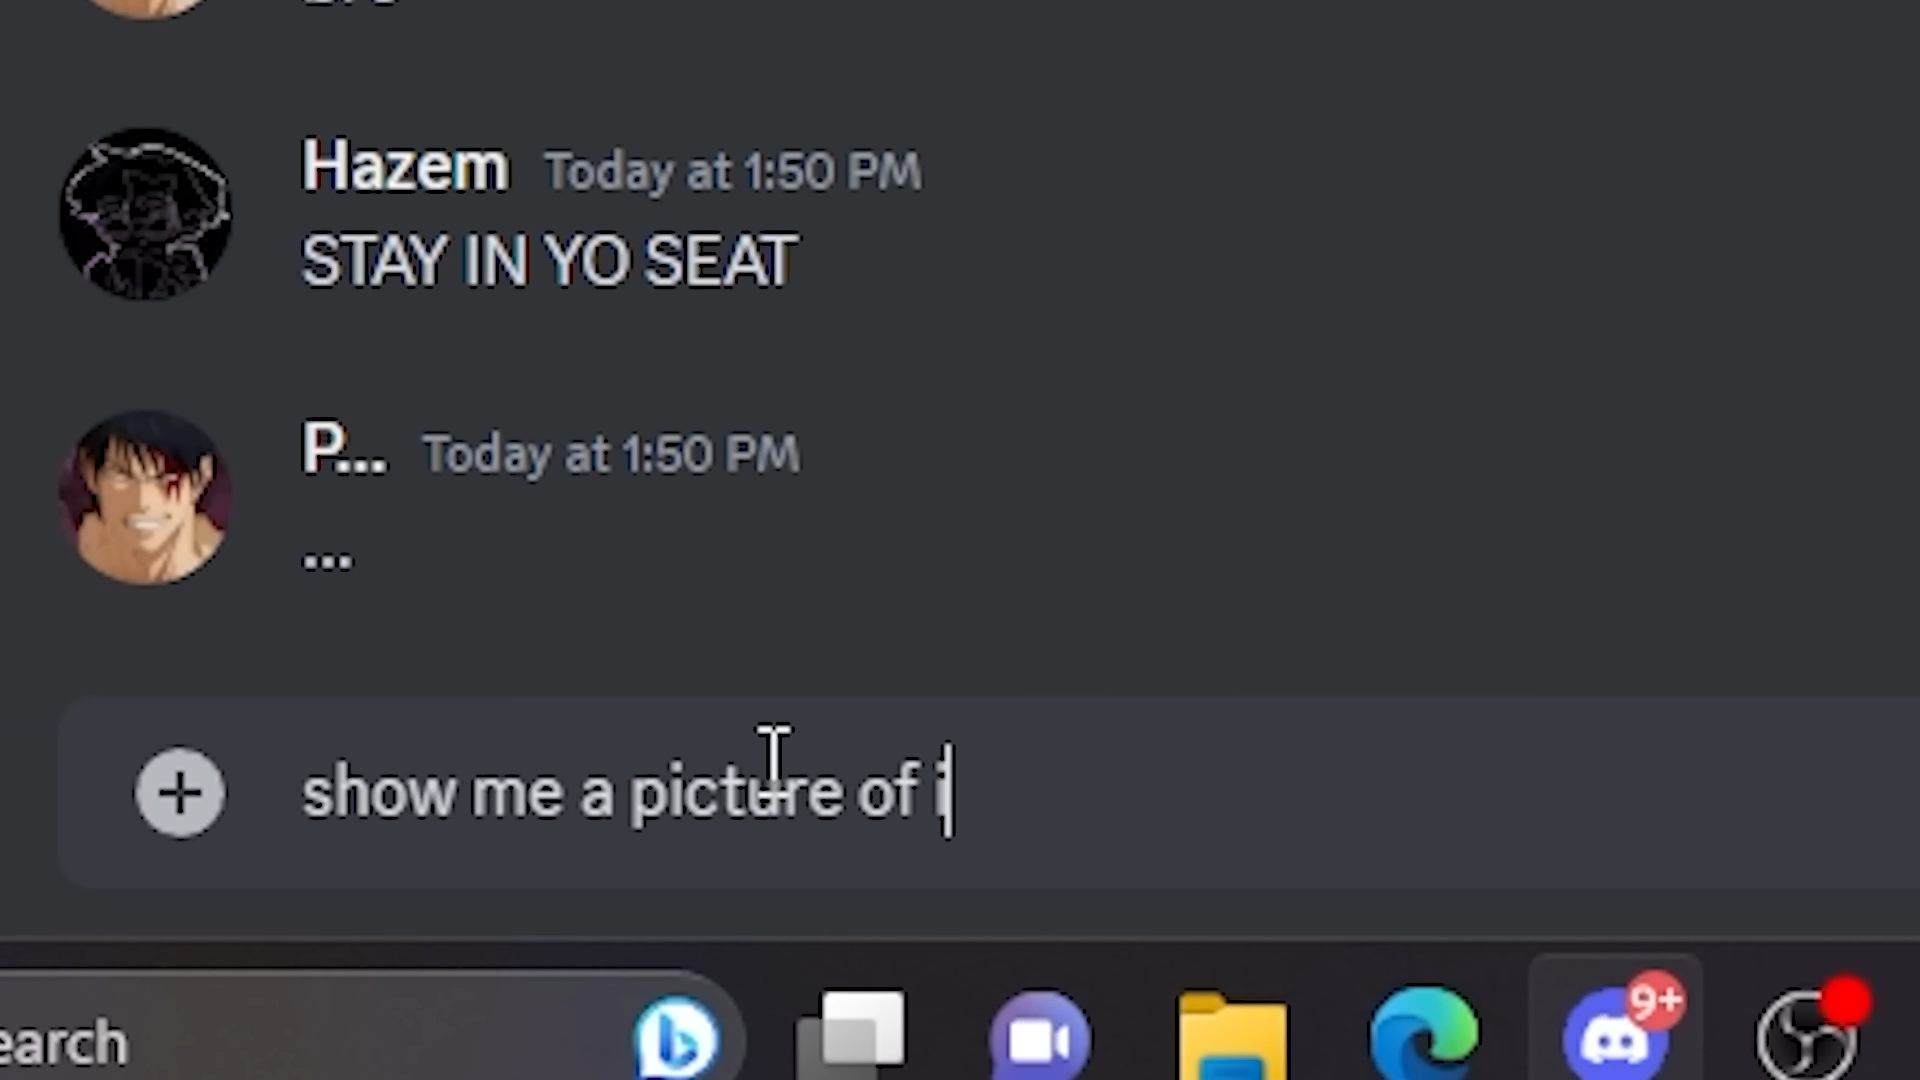 Hazem Today at 1:50 PM
STAY IN YO SEAT
P... Today at 1:50 PM
...
show me a picture of i
earch
9+